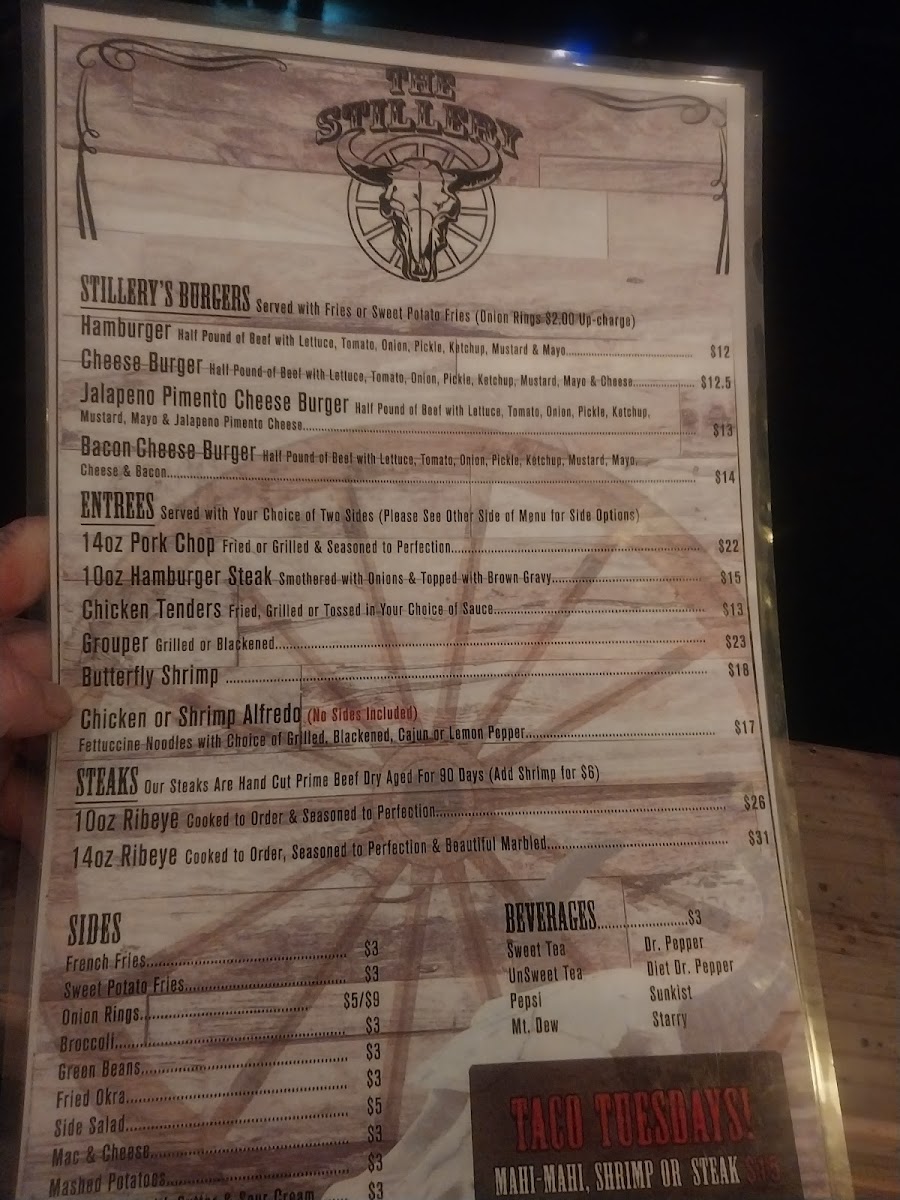 THE
STILLERY
STILLERY'S BURGERS Served with Fries or Sweet Potato Fries (Onion Rings $2.00 Up-charge)
Hamburger Half Pound of Beef with Lettuce, Tomato, Onion, Pickle, Ketchup, Mustard & Mayo................ $12
Cheese Burger Half Pound of Beef with Lettuce, Tomato, Onion, Pickle, Ketchup, Mustard, Mayo & Cheese................ $12.5
Jalapeno Pimento Cheese Burger Half Pound of Beef with Lettuce, Tomato, Onion, Pickle, Ketchup,
Mustard, Mayo & Jalapeno Pimento Cheese................ $13
Bacon Cheese Burger Half Pound of Beef with Lettuce, Tomato, Onion, Pickle, Ketchup, Mustard, Mayo,
Cheese & Bacon................ $14
ENTREES Served with Your Choice of Two Sides (Please See Other Side of Menu for Side Options)
14oz Pork Chop Fried or Grilled & Seasoned to Perfection................ $22
10oz Hamburger Steak Smothered with Onions & Topped with Brown Gravy................ $15
Chicken Tenders Fried, Grilled or Tossed in Your Choice of Sauce................ $13
Grouper Grilled or Blackened................ $23
Butterfly Shrimp ................ $18
Chicken or Shrimp Alfredo (No Sides Included)
Fettuccine Noodles with Choice of Grilled, Blackened, Cajun or Lemon Pepper................ $17
STEAKS Our Steaks Are Hand Cut Prime Beef Dry Aged For 90 Days (Add Shrimp for $6)
10oz Ribeye Cooked to Order & Seasoned to Perfection................ $26
14oz Ribeye Cooked to Order, Seasoned to Perfection & Beautiful Marbled................ $31
SIDES
French Fries................ $3
Sweet Potato Fries................ $3
Onion Rings................ $5/$9
Broccoli................ $3
Green Beans................ $3
Fried Okra................ $3
Side Salad................ $5
Mac & Cheese................ $3
Mashed Potatoes................ $3
& Sour Cream $3
BEVERAGES................$3
Sweet Tea
UnSweet Tea
Pepsi
Mt. Dew
Dr. Pepper
Diet Dr. Pepper
Sunkist
Starry
TACO TUESDAYS!
MAHI-MAHI, SHRIMP OR STEAK